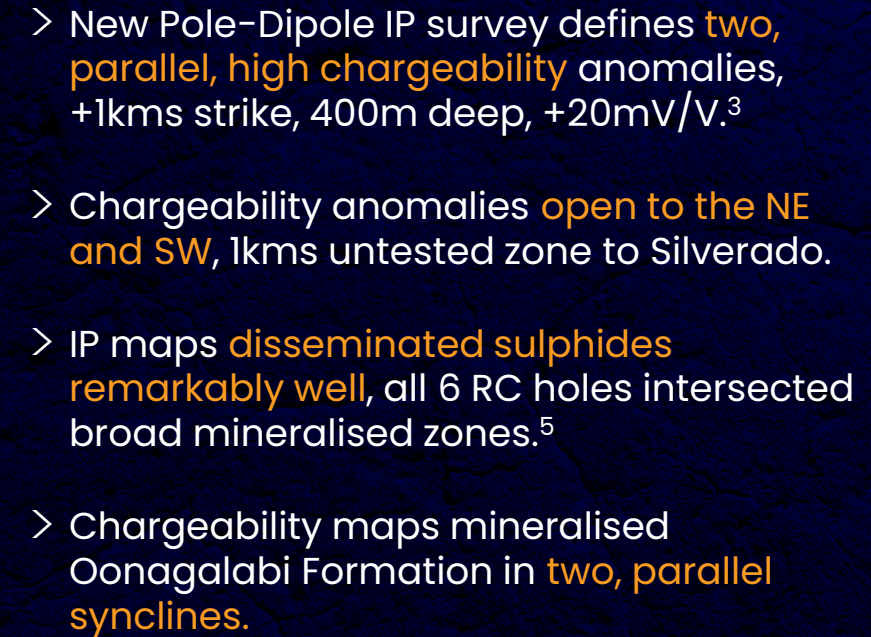 > New Pole-Dipole IP survey defines two,
parallel, high chargeability anomalies,
+1kms strike, 400m deep, +20mV/V.³
> Chargeability anomalies open to the NE
and SW, 1kms untested zone to Silverado.
> IP maps disseminated sulphides
remarkably well, all 6 RC holes intersected
broad mineralised zones.⁵
> Chargeability maps mineralised
Oonagalabi Formation in two, parallel
synclines.